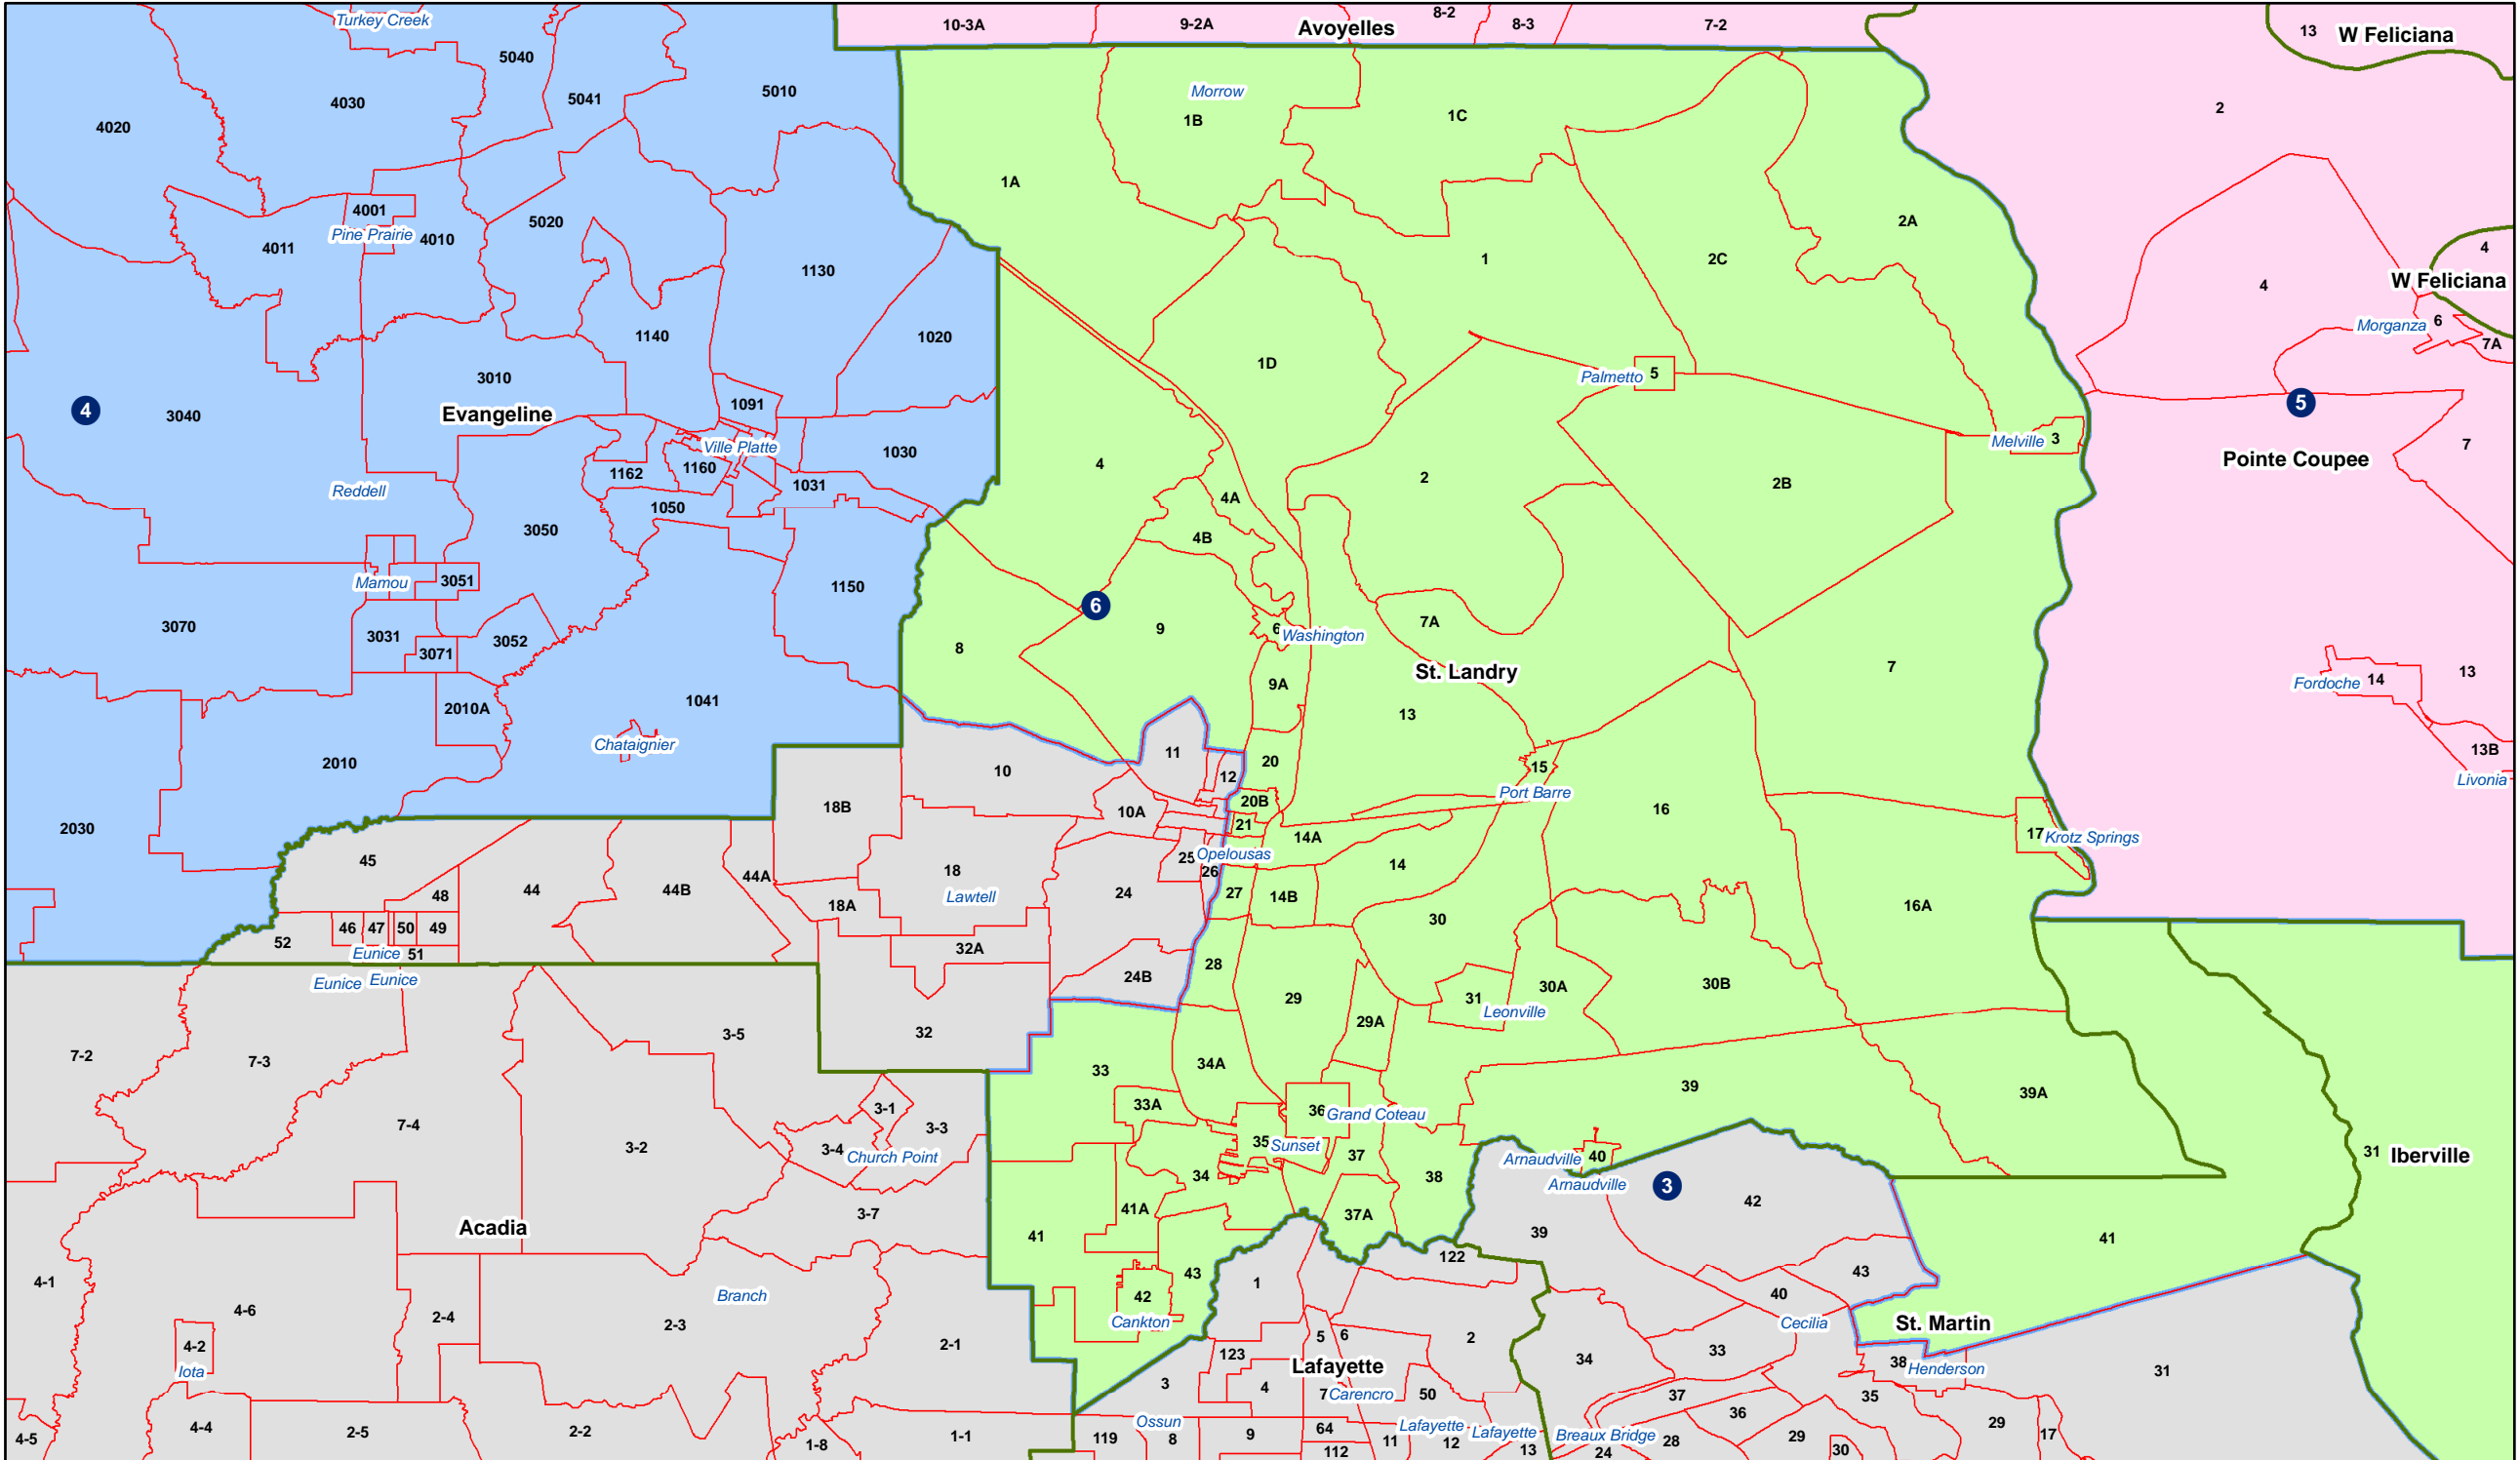 Turkey Creek
10-3A
9-2A
Avoyelles
8-2
8-3
7-2
13
W Feliciana
5040
4030
5041
5010
4020
Morrow
1B
1C
2
1A
4001
Pine Prairie
4010
4011
5020
1130
1
2C
2A
4
W Feliciana
4
Morganza
6
7A
1140
1020
1D
3010
Palmetto
5
1091
4
3040
Evangeline
5
Ville Platte
Melville
3
7
Pointe Coupee
1030
4
1162
1160
1031
2
2B
Reddell
1050
4A
3050
4B
Mamou
3051
1150
6
3070
3031
3052
3071
8
9
6
Washington
7A
St. Landry
7
9A
13
Fordoche
14
13
2010A
1041
13
Chataignier
11
20
13B
2010
10
12
15
Livonia
Port Barre
18B
10A
20B
16
2030
21
14A
17
Krotz Springs
45
25
Opelousas
14
26
18
44A
44
44B
48
Lawtell
24
27
14B
18A
16A
46
47
50
49
30
52
32A
Eunice
51
28
24B
Eunice
Eunice
29
31
30A
30B
Leonville
29A
32
3-5
7-2
7-3
34A
33
39
39A
33A
36
Grand Coteau
3-1
3-3
7-4
3-2
3-4
Church Point
35
Sunset
37
31
Iberville
Arnaudville
40
34
38
Arnaudville
3
42
3-7
41A
37A
Acadia
41
39
41
122
43
43
4-1
1
40
Branch
42
4-6
2-4
Cankton
Cecilia
St. Martin
2-3
5
6
2
4-2
2-1
123
33
Iota
Lafayette
34
38
Henderson
31
3
4
7
Carencro
50
37
35
36
Ossun
29
4-4
2-5
2-2
64
Lafayette
Lafayette
Breaux Bridge
17
4-5
1-8
1-1
119
8
9
11
12
28
29
112
13
24
30